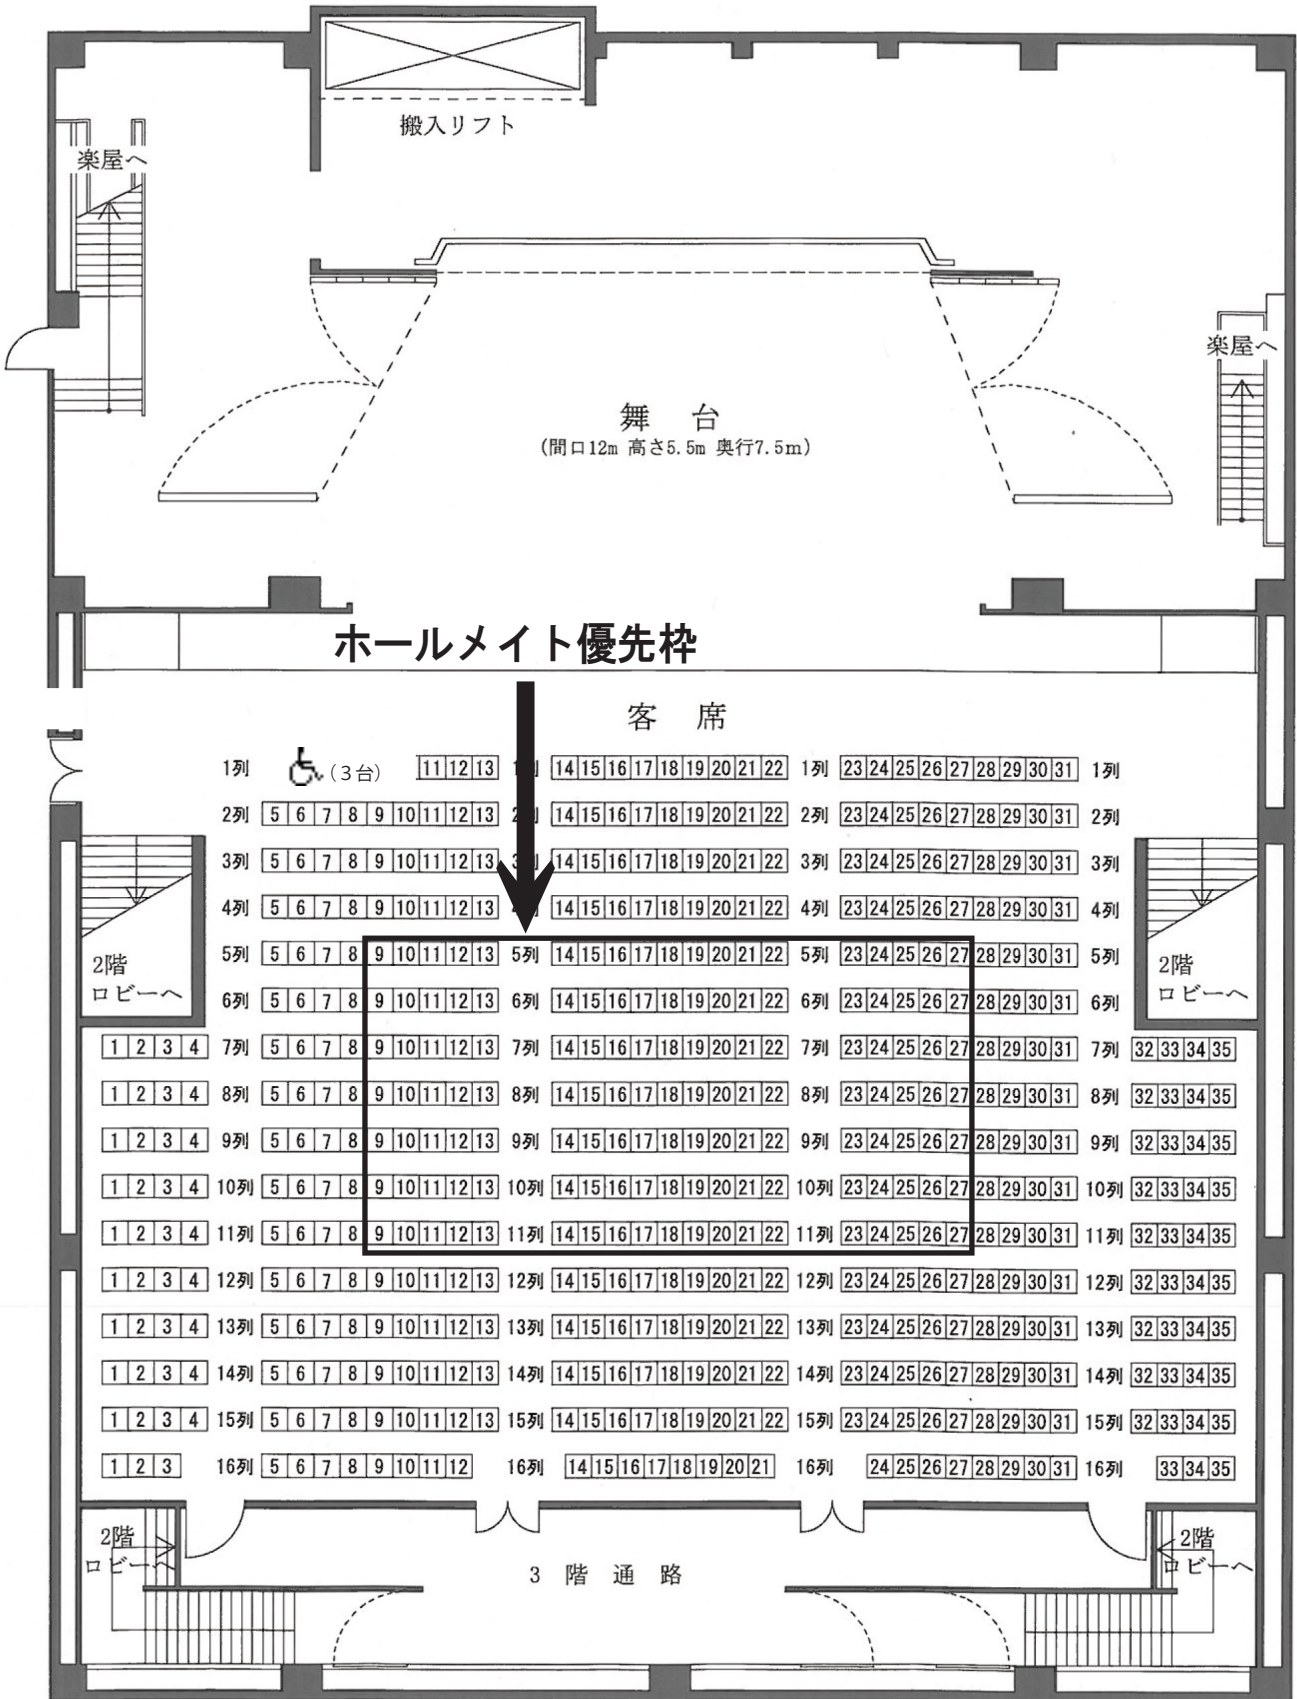 搬入リフト
楽屋へ
楽屋へ
舞 台
(間口12m 高さ5.5m 奥行7.5m)
ホールメイト優先枠
客 席
1列 (3台) 11 12 13 14 15 16 17 18 19 20 21 22 1列 23 24 25 26 27 28 29 30 31 1列
2列 5 6 7 8 9 10 11 12 13 14 15 16 17 18 19 20 21 22 2列 23 24 25 26 27 28 29 30 31 2列
3列 5 6 7 8 9 10 11 12 13 14 15 16 17 18 19 20 21 22 3列 23 24 25 26 27 28 29 30 31 3列
4列 5 6 7 8 9 10 11 12 13 14 15 16 17 18 19 20 21 22 4列 23 24 25 26 27 28 29 30 31 4列
5列 5 6 7 8 9 10 11 12 13 5列 14 15 16 17 18 19 20 21 22 5列 23 24 25 26 27 28 29 30 31 5列
2階
ロビーへ
2階
ロビーへ
6列 5 6 7 8 9 10 11 12 13 6列 14 15 16 17 18 19 20 21 22 6列 23 24 25 26 27 28 29 30 31 6列
1 2 3 4 7列 5 6 7 8 9 10 11 12 13 7列 14 15 16 17 18 19 20 21 22 7列 23 24 25 26 27 28 29 30 31 7列 32 33 34 35
1 2 3 4 8列 5 6 7 8 9 10 11 12 13 8列 14 15 16 17 18 19 20 21 22 8列 23 24 25 26 27 28 29 30 31 8列 32 33 34 35
1 2 3 4 9列 5 6 7 8 9 10 11 12 13 9列 14 15 16 17 18 19 20 21 22 9列 23 24 25 26 27 28 29 30 31 9列 32 33 34 35
1 2 3 4 10列 5 6 7 8 9 10 11 12 13 10列 14 15 16 17 18 19 20 21 22 10列 23 24 25 26 27 28 29 30 31 10列 32 33 34 35
1 2 3 4 11列 5 6 7 8 9 10 11 12 13 11列 14 15 16 17 18 19 20 21 22 11列 23 24 25 26 27 28 29 30 31 11列 32 33 34 35
1 2 3 4 12列 5 6 7 8 9 10 11 12 13 12列 14 15 16 17 18 19 20 21 22 12列 23 24 25 26 27 28 29 30 31 12列 32 33 34 35
1 2 3 4 13列 5 6 7 8 9 10 11 12 13 13列 14 15 16 17 18 19 20 21 22 13列 23 24 25 26 27 28 29 30 31 13列 32 33 34 35
1 2 3 4 14列 5 6 7 8 9 10 11 12 13 14列 14 15 16 17 18 19 20 21 22 14列 23 24 25 26 27 28 29 30 31 14列 32 33 34 35
1 2 3 4 15列 5 6 7 8 9 10 11 12 13 15列 14 15 16 17 18 19 20 21 22 15列 23 24 25 26 27 28 29 30 31 15列 32 33 34 35
1 2 3 16列 5 6 7 8 9 10 11 12 16列 14 15 16 17 18 19 20 21 16列 24 25 26 27 28 29 30 31 16列 33 34 35
2階
ロビーへ
3 階 通 路
2階
ロビーへ